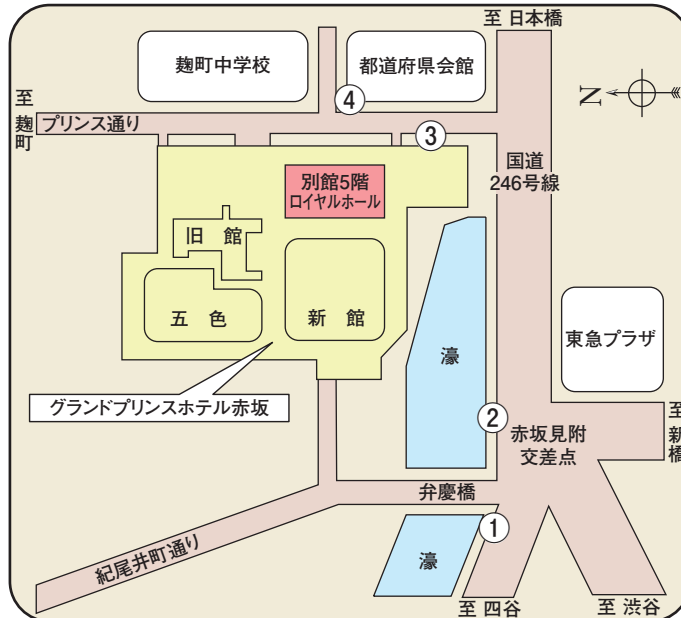 至 日本橋
麹町中学校
都道府県会館
④
至
麹
町
プリンス通り
③
N
国道
246号線
別館5階
ロイヤルホール
旧 館
五 色
新 館
濠
東急プラザ
グランドプリンスホテル赤坂
②
赤坂見附
交差点
至
新
橋
弁慶橋
①
濠
紀尾井町通り
至 四谷
至 渋谷